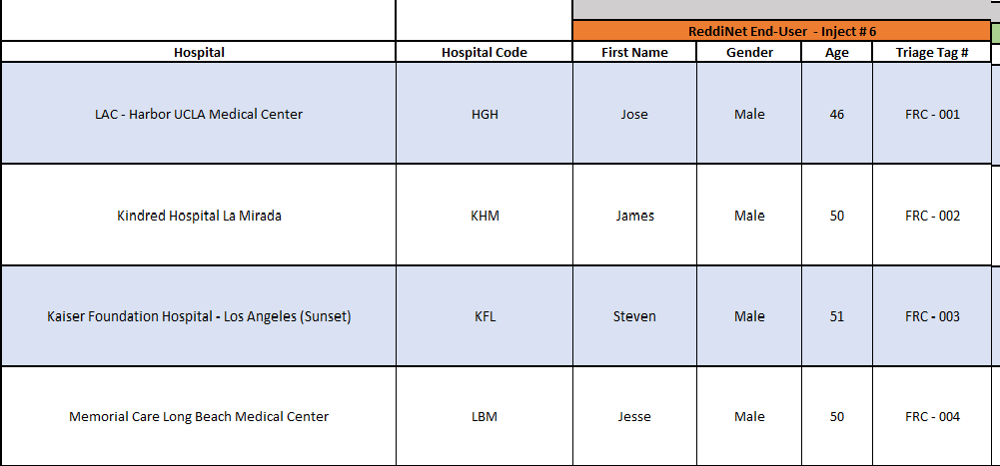 ReddiNet End-User - Inject # 6
Hospital Hospital Code First Name Gender Age Triage Tag #
LAC - Harbor UCLA Medical Center HGH Jose Male 46 FRC - 001
Kindred Hospital La Mirada KHM James Male 50 FRC - 002
Kaiser Foundation Hospital - Los Angeles (Sunset) KFL Steven Male 51 FRC - 003
Memorial Care Long Beach Medical Center LBM Jesse Male 50 FRC - 004